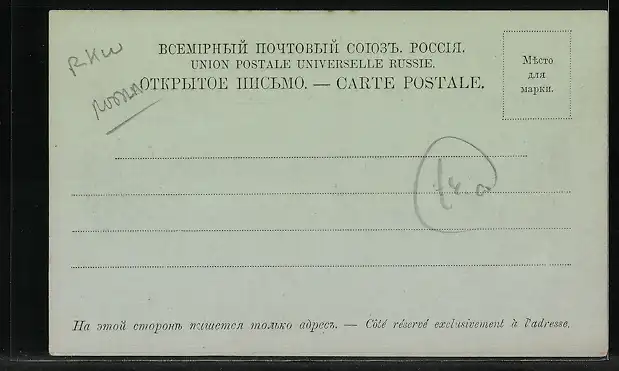 ВСЕМІРНЫЙ ПОЧТОВЫЙ СОЮЗЪ. РОССІЯ.
UNION POSTALE UNIVERSELLE RUSSIE.
ОТКРЫТОЕ ПИСЬМО. — CARTE POSTALE.
Мѣсто
для
марки.
RKW
На этой сторонѣ пишется только адресъ. — Côté réservé exclusivement à l'adresse.